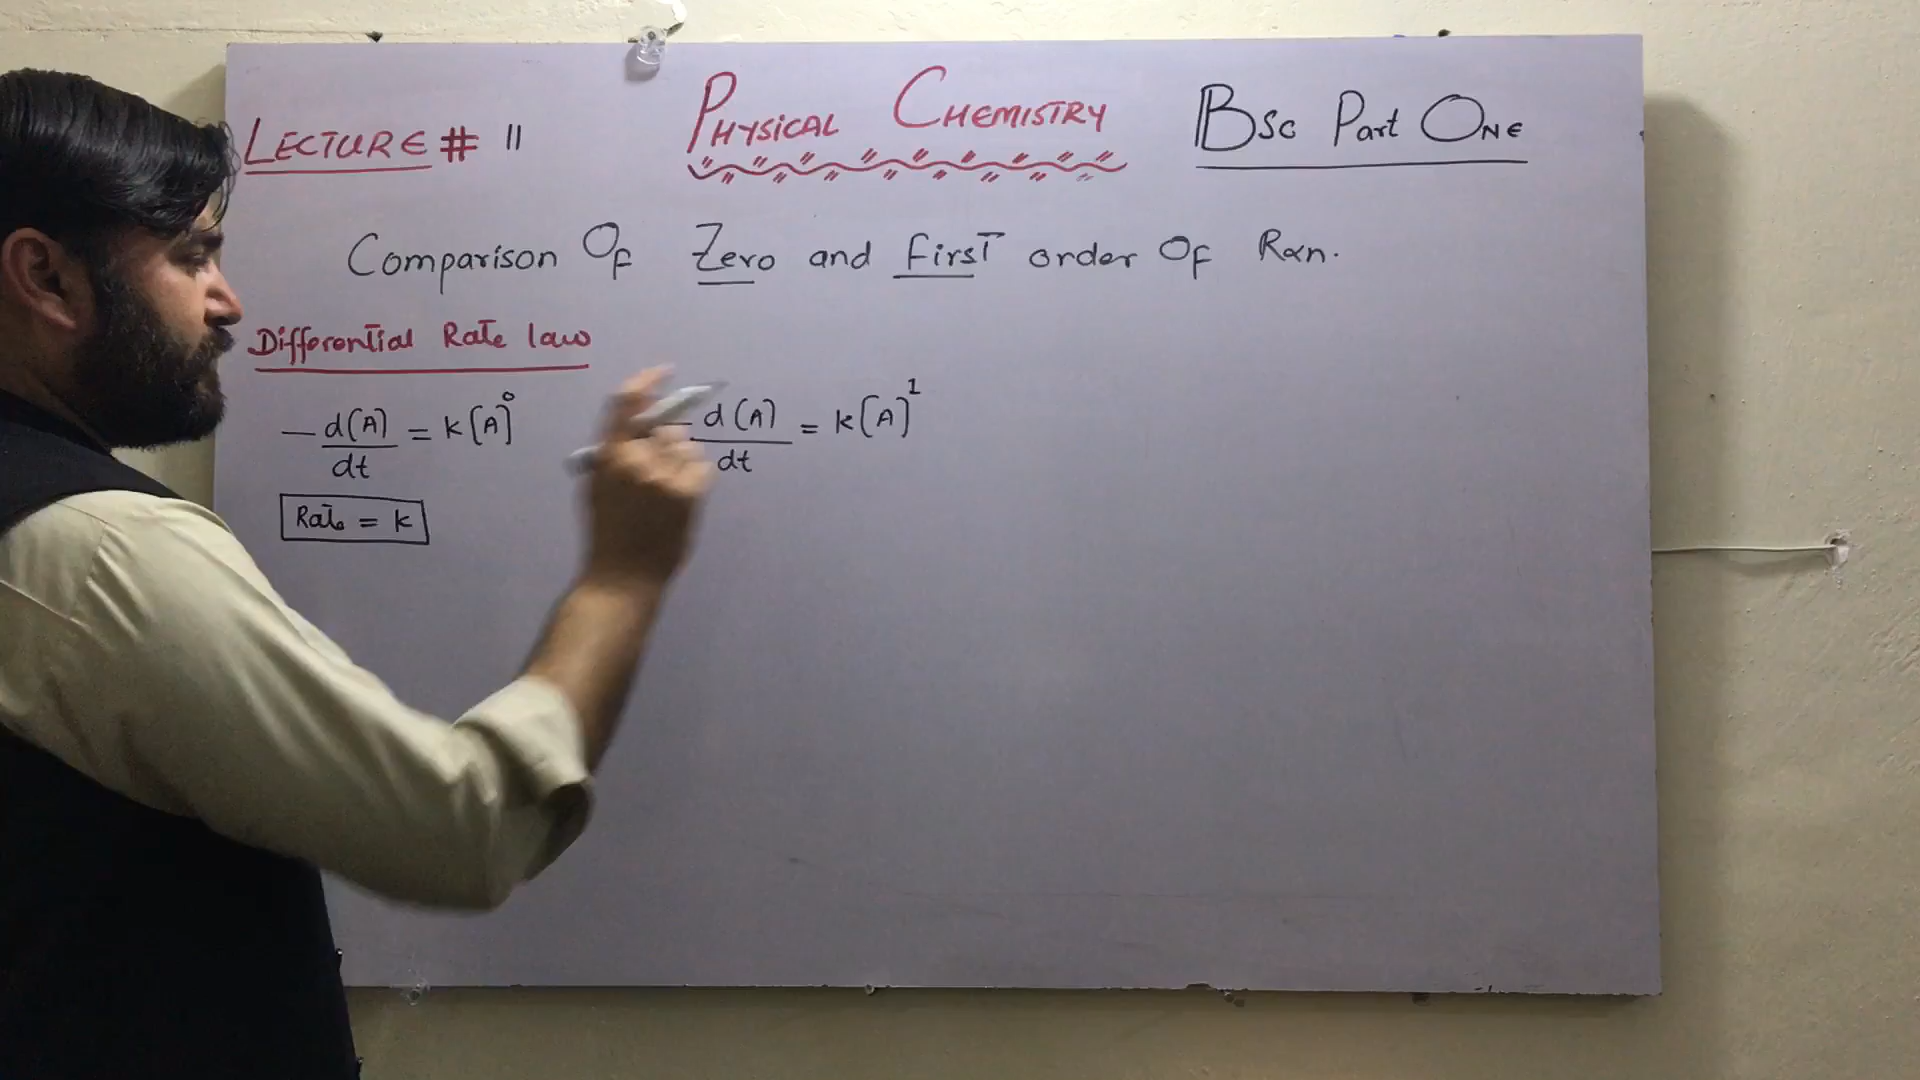 LECTURE # 11 PHYSICAL CHEMISTRY BSc Part ONE
Comparison Of Zero and first order Of Rxn.
Differential Rate law
— d(A) = k[A]⁰ — d(A) = k[A]¹
dt dt
Rate = k